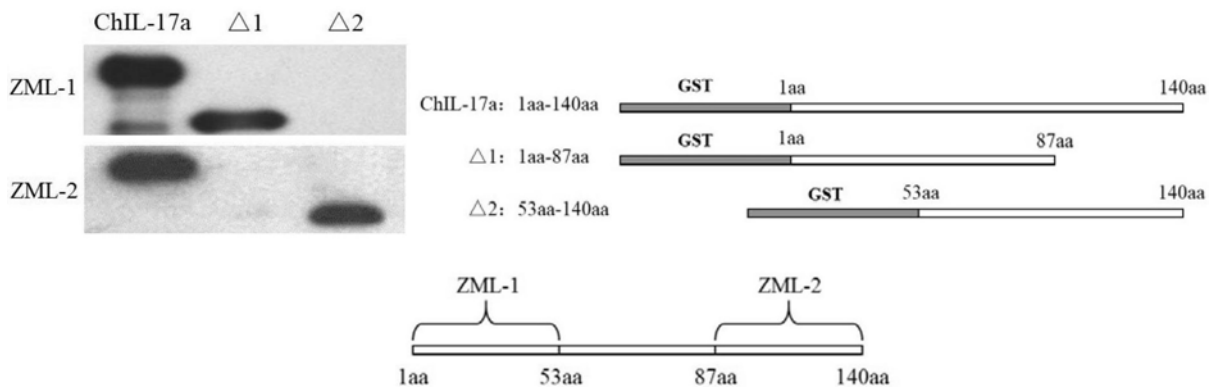 ChIL-17a △1 △2
ZML-1
ZML-2
GST 1aa 140aa
ChIL-17a: 1aa-140aa
GST 1aa 87aa
△1: 1aa-87aa
GST 53aa 140aa
△2: 53aa-140aa
ZML-1 ZML-2
1aa 53aa 87aa 140aa